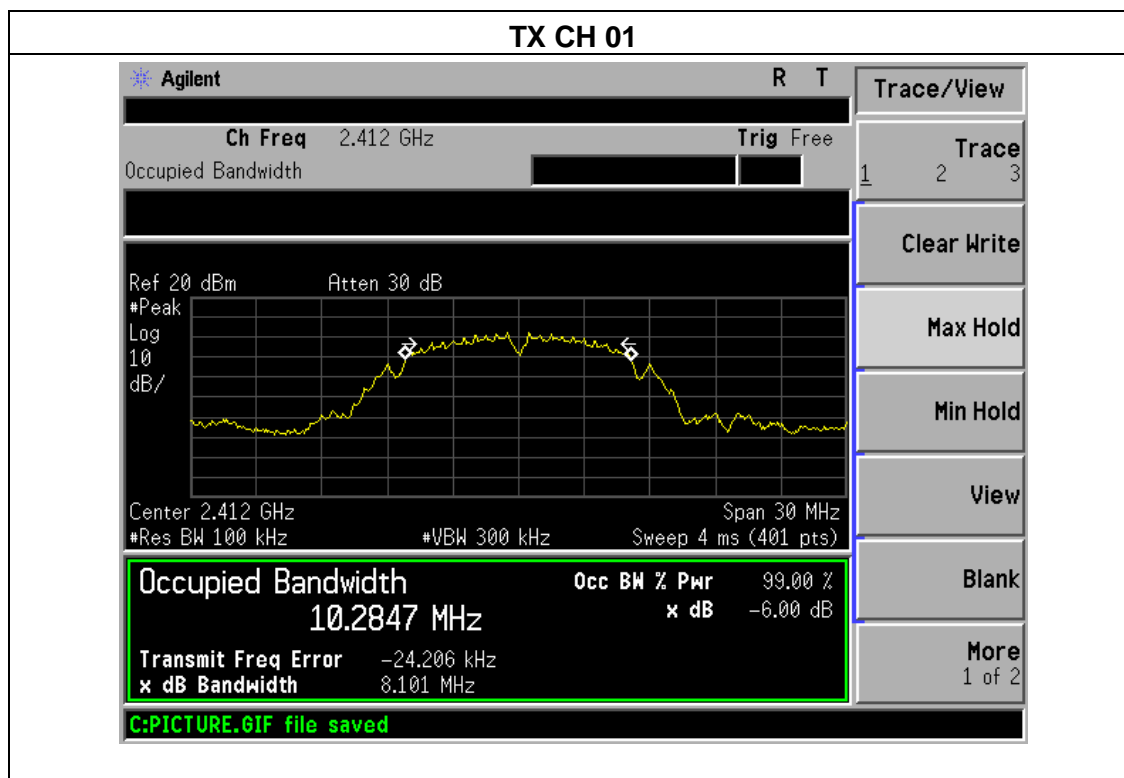 TX CH 01
Agilent
R T
Trace/View
Ch Freq 2.412 GHz
Trig Free
Occupied Bandwidth
Trace
1 2 3
Clear Write
Max Hold
Min Hold
View
Blank
More
1 of 2
Ref 20 dBm
Atten 30 dB
#Peak
Log
10
dB/
Center 2.412 GHz
Span 30 MHz
#Res BW 100 kHz
#VBW 300 kHz
Sweep 4 ms (401 pts)
Occupied Bandwidth
10.2847 MHz
Occ BW % Pwr 99.00 %
x dB -6.00 dB
Transmit Freq Error -24.206 kHz
x dB Bandwidth 8.101 MHz
C:PICTURE.GIF file saved